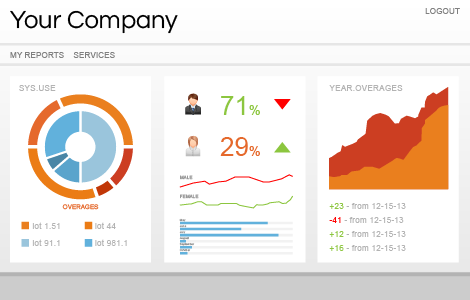 Your Company
LOGOUT
MY REPORTS SERVICES
SYS.USE
OVERAGES
lot 1.51 lot 44
lot 91.1 lot 981.1
71%
29%
MALE
FEMALE
YEAR.OVERAGES
+23 - from 12-15-13
-41 - from 12-15-13
+12 - from 12-15-13
+16 - from 12-15-13